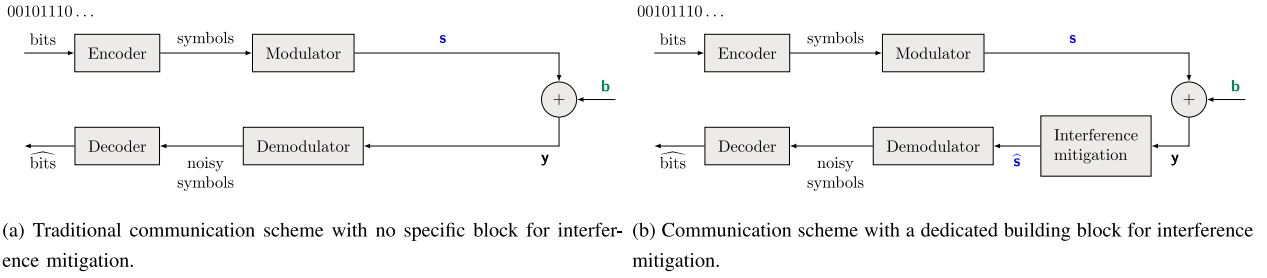 00101110...
bits
Encoder
symbols
Modulator
s
+
b
Decoder
Demodulator
bits
noisy
symbols
y
(a) Traditional communication scheme with no specific block for interfer-
ence mitigation.
00101110...
bits
Encoder
symbols
Modulator
s
+
b
Decoder
Demodulator
Interference
mitigation
bits
noisy
symbols
ŝ
y
(b) Communication scheme with a dedicated building block for interference
mitigation.